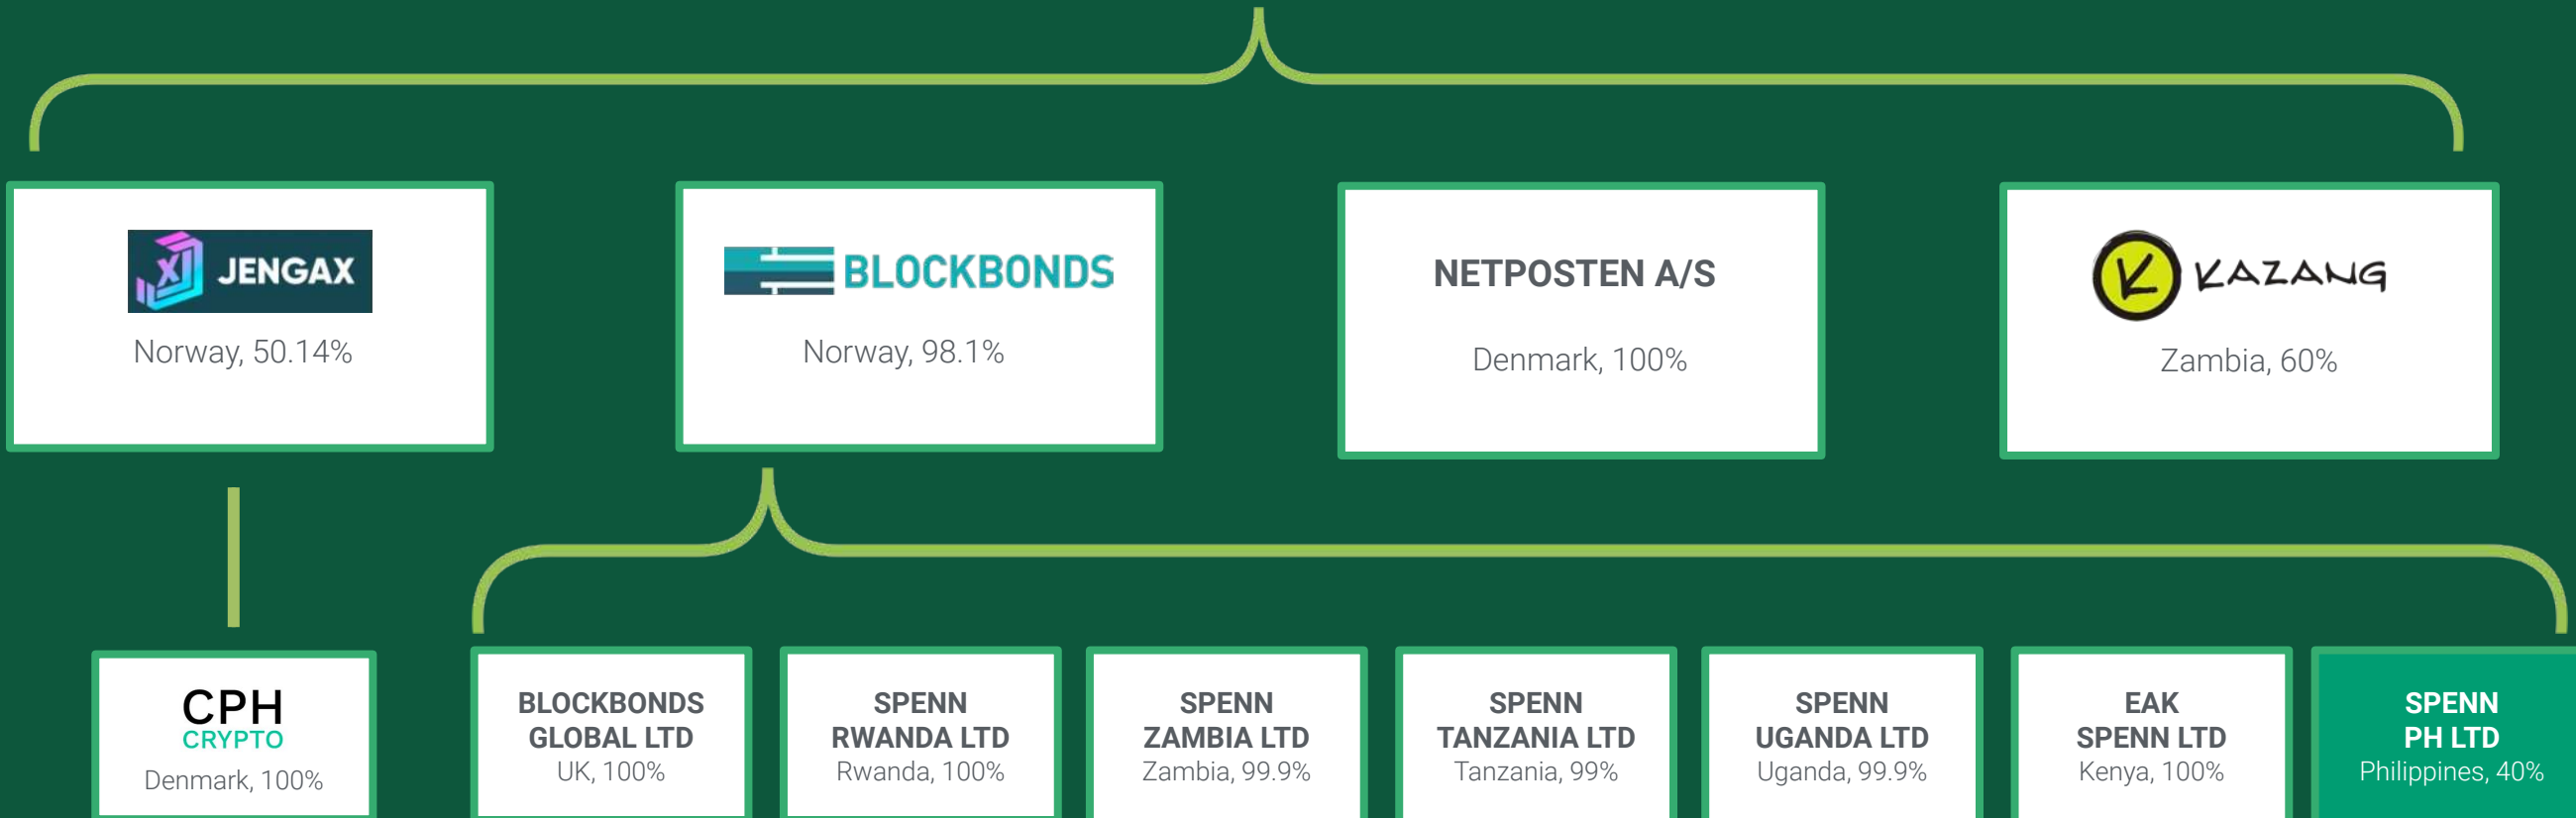 JENGAX
Norway, 50.14%
BLOCKBONDS
Norway, 98.1%
NETPOSTEN A/S
Denmark, 100%
KAZANG
Zambia, 60%
CPH
CRYPTO
Denmark, 100%
BLOCKBONDS
GLOBAL LTD
UK, 100%
SPENN
RWANDA LTD
Rwanda, 100%
SPENN
ZAMBIA LTD
Zambia, 99.9%
SPENN
TANZANIA LTD
Tanzania, 99%
SPENN
UGANDA LTD
Uganda, 99.9%
EAK
SPENN LTD
Kenya, 100%
SPENN
PH LTD
Philippines, 40%